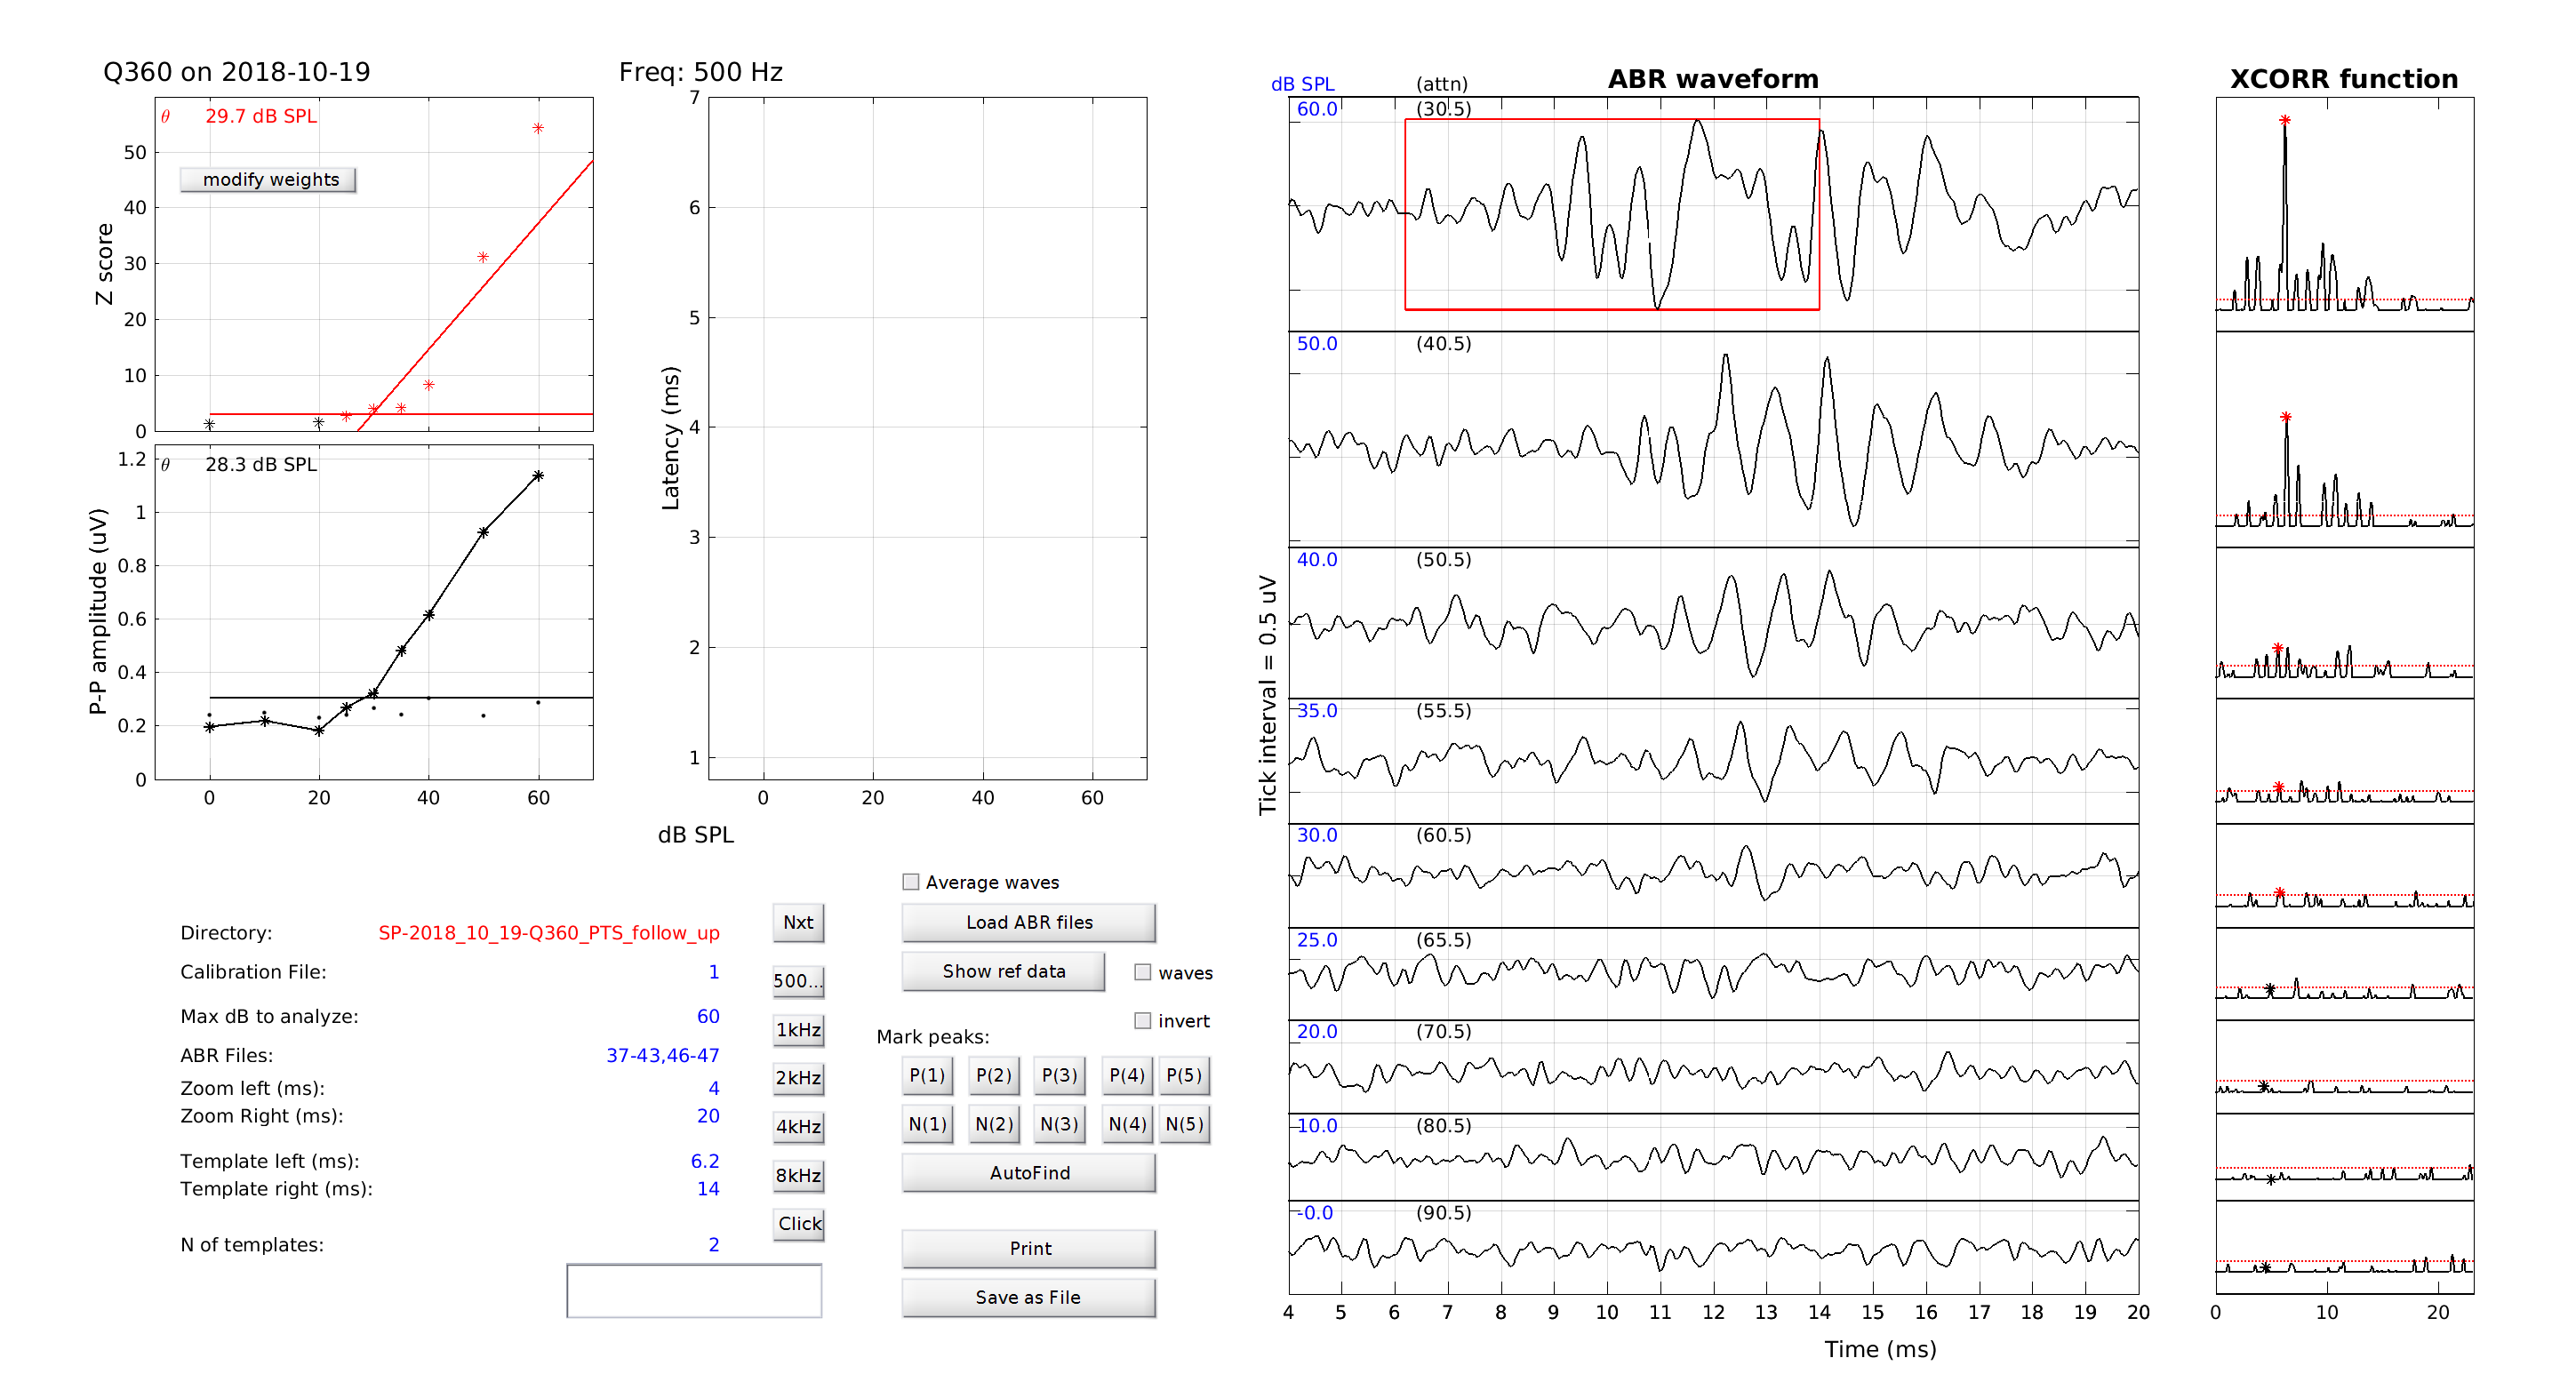 Q360 on 2018-10-19
Freq: 500 Hz
θ 29.7 dB SPL
modify weights
Z score
50
40
30
20
10
0
θ 28.3 dB SPL
P-P amplitude (uV)
1.2
1
0.8
0.6
0.4
0.2
0
0 20 40 60
Latency (ms)
7
6
5
4
3
2
1
0 20 40 60
dB SPL
Directory: SP-2018_10_19-Q360_PTS_follow_up
Calibration File: 1
Max dB to analyze: 60
ABR Files: 37-43,46-47
Zoom left (ms): 4
Zoom Right (ms): 20
Template left (ms): 6.2
Template right (ms): 14
N of templates: 2
Nxt
500...
1kHz
2kHz
4kHz
8kHz
Click
Average waves
Load ABR files
Show ref data
waves
invert
Mark peaks:
P(1) P(2) P(3) P(4) P(5)
N(1) N(2) N(3) N(4) N(5)
AutoFind
Print
Save as File
dB SPL (attn) ABR waveform
60.0 (30.5)
50.0 (40.5)
40.0 (50.5)
35.0 (55.5)
30.0 (60.5)
25.0 (65.5)
20.0 (70.5)
10.0 (80.5)
-0.0 (90.5)
Tick interval = 0.5 uV
4 5 6 7 8 9 10 11 12 13 14 15 16 17 18 19 20
Time (ms)
XCORR function
0 10 20